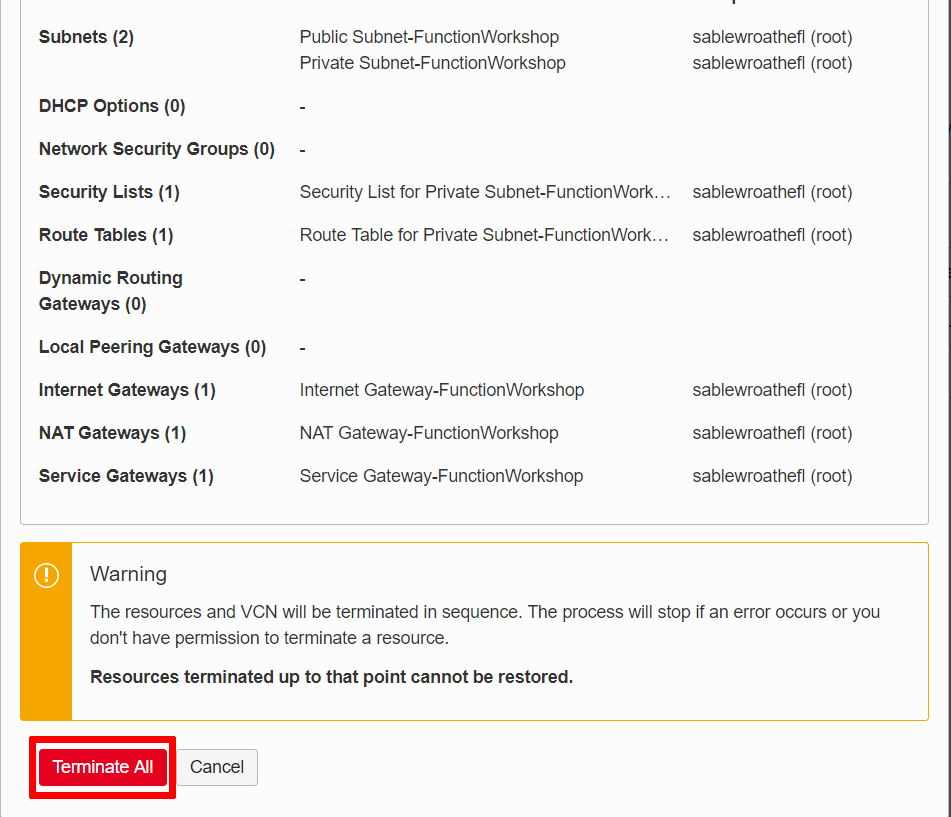 Subnets (2) Public Subnet-FunctionWorkshop sablewroathefl (root)
Private Subnet-FunctionWorkshop sablewroathefl (root)
DHCP Options (0) -
Network Security Groups (0) -
Security Lists (1) Security List for Private Subnet-FunctionWork… sablewroathefl (root)
Route Tables (1) Route Table for Private Subnet-FunctionWork… sablewroathefl (root)
Dynamic Routing -
Gateways (0)
Local Peering Gateways (0) -
Internet Gateways (1) Internet Gateway-FunctionWorkshop sablewroathefl (root)
NAT Gateways (1) NAT Gateway-FunctionWorkshop sablewroathefl (root)
Service Gateways (1) Service Gateway-FunctionWorkshop sablewroathefl (root)
Warning
The resources and VCN will be terminated in sequence. The process will stop if an error occurs or you
don't have permission to terminate a resource.
Resources terminated up to that point cannot be restored.
Terminate All Cancel